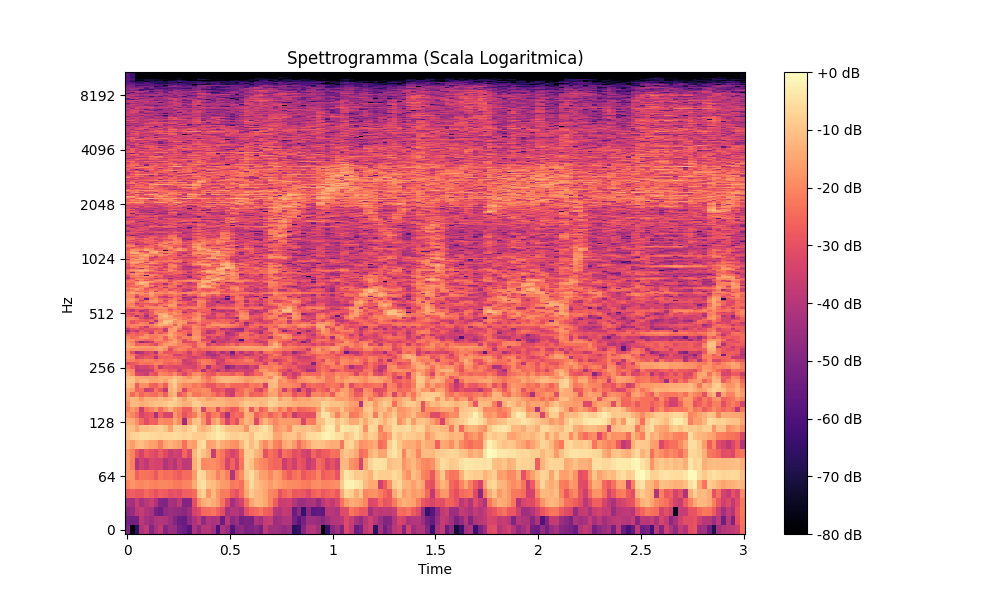 Spettrogramma (Scala Logaritmica)
Hz
8192
4096
2048
1024
512
256
128
64
0
0
0.5
1
1.5
2
2.5
3
Time
+0 dB
-10 dB
-20 dB
-30 dB
-40 dB
-50 dB
-60 dB
-70 dB
-80 dB